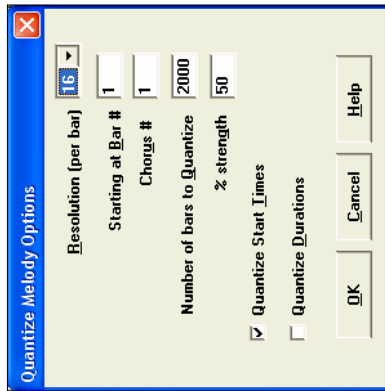 Quantize Melody Options
Resolution (per bar) 16
Starting at Bar # 1
Chorus # 1
Number of bars to Quantize 2000
% strength 50
Quantize Start Times
Quantize Durations
OK Cancel Help